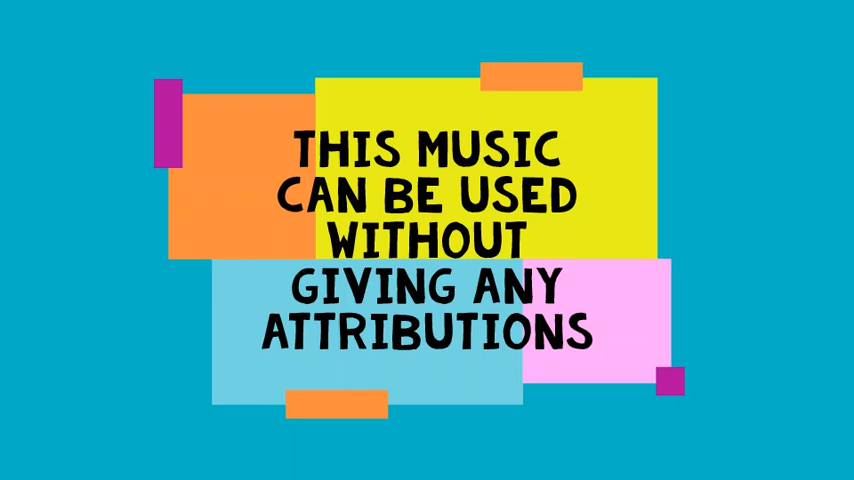 THIS MUSIC
CAN BE USED
WITHOUT
GIVING ANY
ATTRIBUTIONS